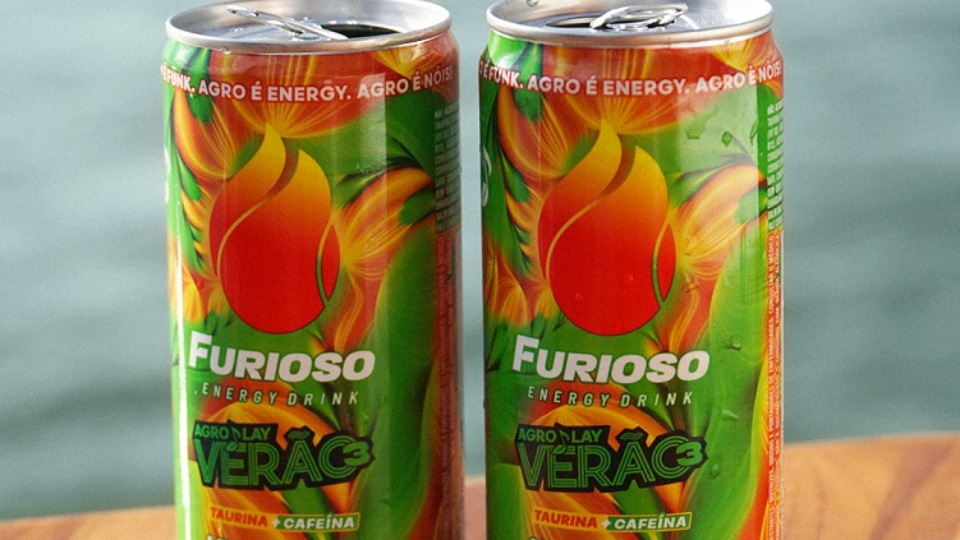 É FUNK. AGRO É ENERGY. AGRO É NÓIS!
FURIOSO
ENERGY DRINK
AGRO PLAY
VERÃO 3
TAURINA + CAFEÍNA
É FUNK. AGRO É ENERGY. AGRO É NÓIS!
FURIOSO
ENERGY DRINK
AGRO PLAY
VERÃO 3
TAURINA + CAFEÍNA